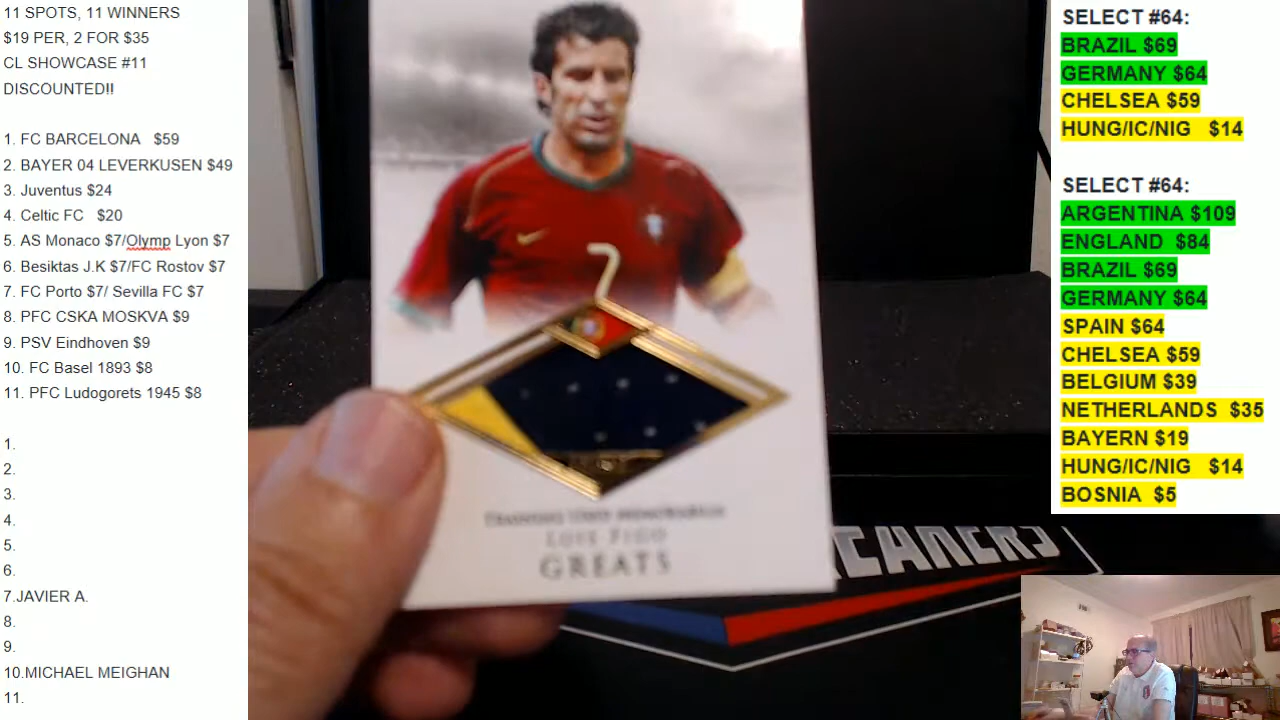 11 SPOTS, 11 WINNERS
$19 PER, 2 FOR $35
CL SHOWCASE #11
DISCOUNTED!!
1. FC BARCELONA $59
2. BAYER 04 LEVERKUSEN $49
3. Juventus $24
4. Celtic FC $20
5. AS Monaco $7/Olymp Lyon $7
6. Besiktas J.K $7/FC Rostov $7
7. FC Porto $7/ Sevilla FC $7
8. PFC CSKA MOSKVA $9
9. PSV Eindhoven $9
10. FC Basel 1893 $8
11. PFC Ludogorets 1945 $8
1.
2.
3.
4.
5.
6.
7.JAVIER A.
8.
9.
10.MICHAEL MEIGHAN
11.
7
TRAINING USED MEMORABILIA
LUIS FIGO
GREATS
SELECT #64:
BRAZIL $69
GERMANY $64
CHELSEA $59
HUNG/IC/NIG $14
SELECT #64:
ARGENTINA $109
ENGLAND $84
BRAZIL $69
GERMANY $64
SPAIN $64
CHELSEA $59
BELGIUM $39
NETHERLANDS $35
BAYERN $19
HUNG/IC/NIG $14
BOSNIA $5